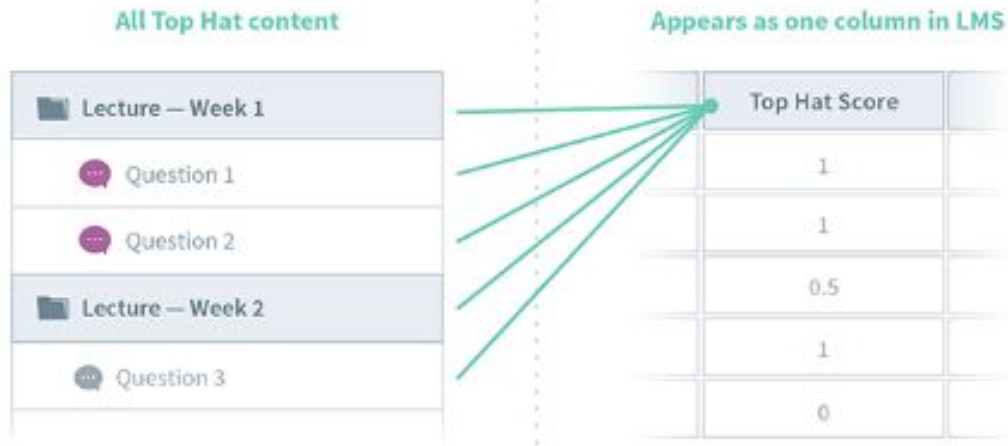 All Top Hat content
Lecture — Week 1
Question 1
Question 2
Lecture — Week 2
Question 3
Appears as one column in LMS
Top Hat Score
1
1
0.5
1
0